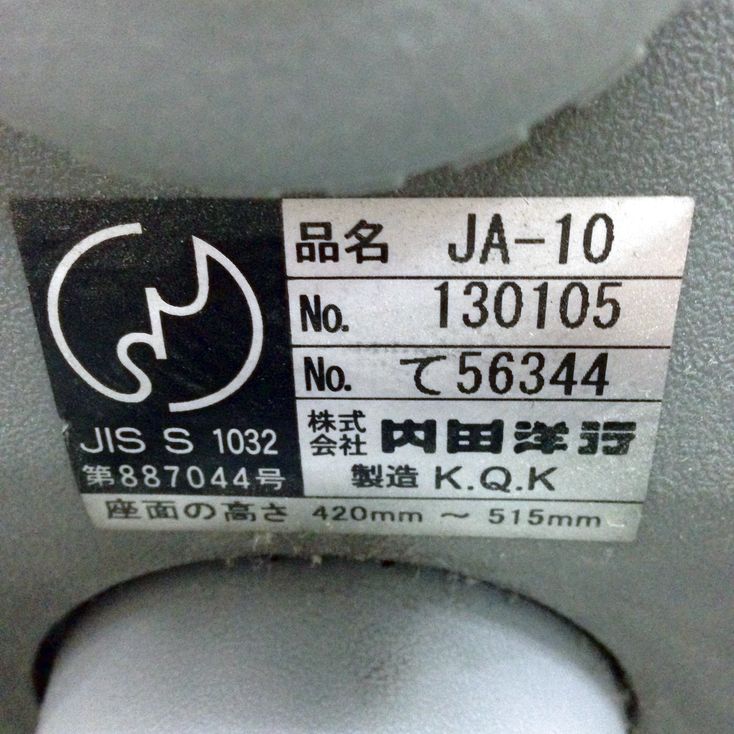 品名 JA-10
No. 130105
No. て56344
JIS S 1032
第887044号
株式会社 内田洋行
製造 K.Q.K
座面の高さ 420mm ～ 515mm